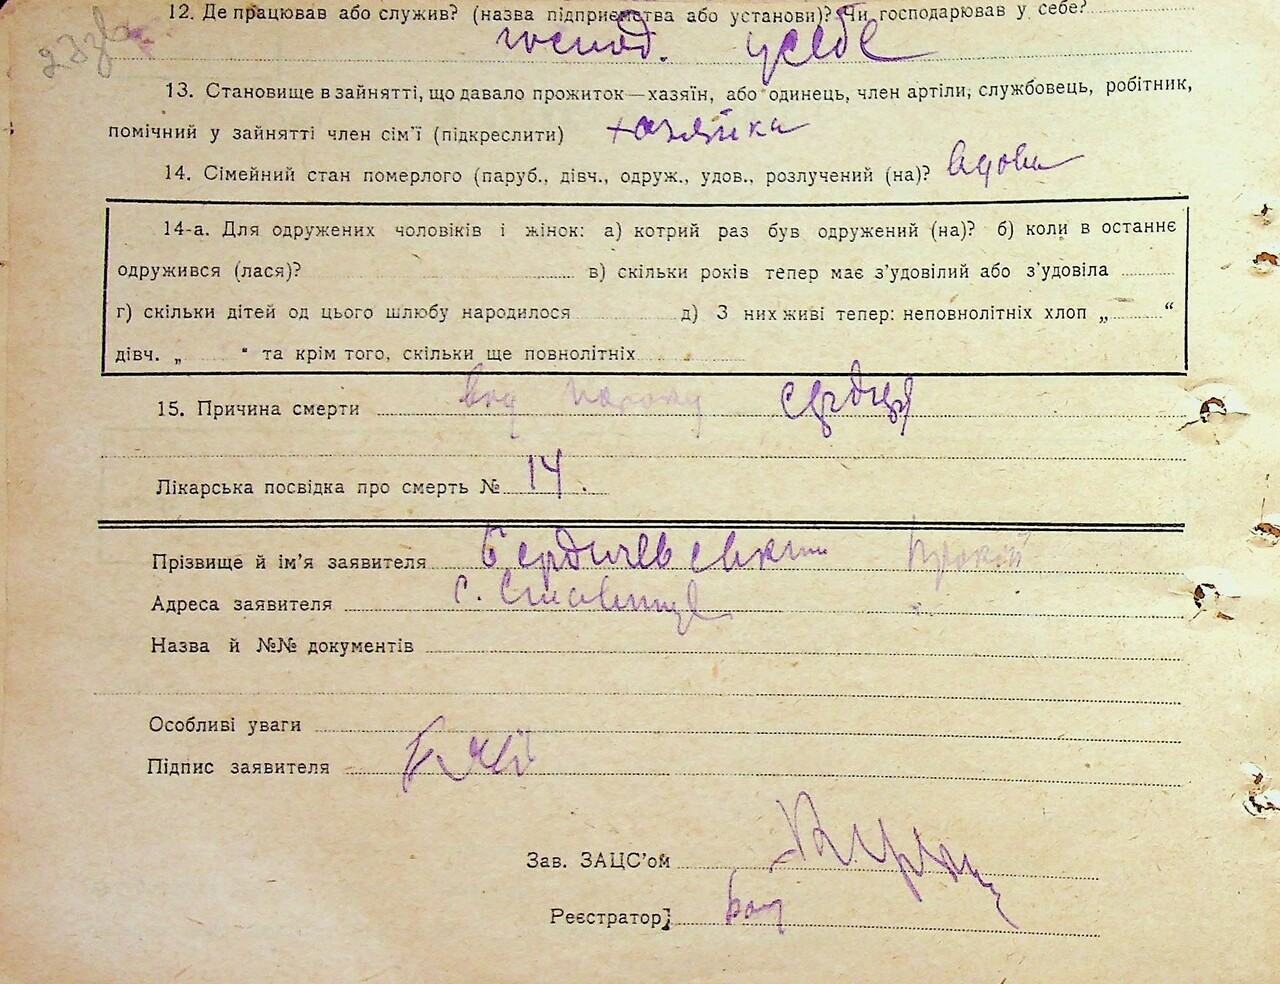 12. Де працював або служив? (назва підприємства або установи)? Чи господарював у себе?
23зв
господ. у себе
13. Становище в зайнятті, що давало прожиток—хазяїн, або одинець, член артілі, службовець, робітник,
помічний у зайнятті член сім'ї (підкреслити) хазяйка
14. Сімейний стан померлого (паруб., дівч., одруж., удов., розлучений (на)? вдова
14-а. Для одружених чоловіків і жінок: а) котрий раз був одружений (на)? б) коли в останнє
одружився (лася)? в) скільки років тепер має з'удовілий або з'удовіла
г) скільки дітей од цього шлюбу народилося д) З них живі тепер: неповнолітніх хлоп „ “
дівч. „ “ та крім того, скільки ще повнолітніх
15. Причина смерти від пороку сердця
Лікарська посвідка про смерть № 14.
Прізвище й ім'я заявителя Бердичевський
Адреса заявителя с.
Назва й №№ документів
Особливі уваги
Підпис заявителя
Зав. ЗАЦС'ом
Реєстратор